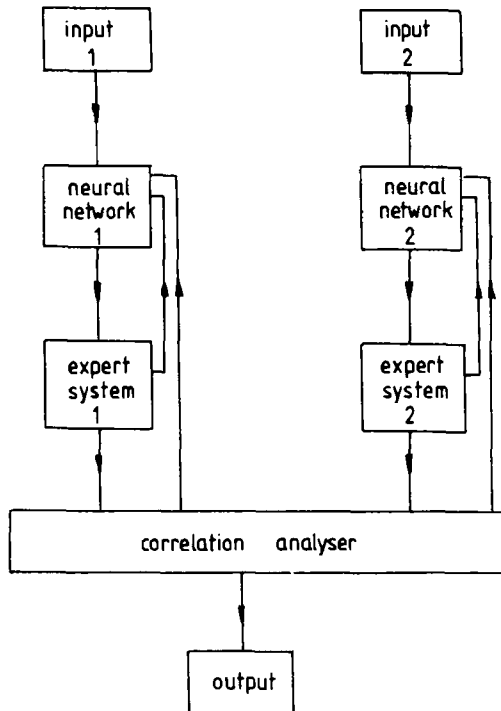 input
1
input
2
neural
network
1
neural
network
2
expert
system
1
expert
system
2
correlation analyser
output